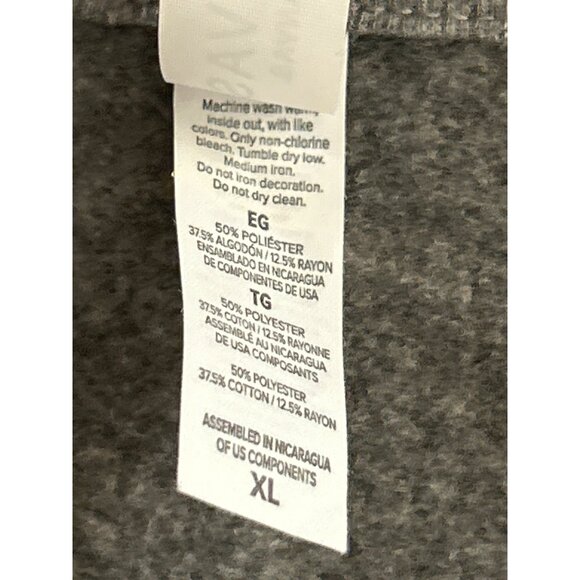 Machine wash warm,
inside out, with like
colors. Only non-chlorine
bleach. Tumble dry low.
Medium iron.
Do not iron decoration.
Do not dry clean.
EG
50% POLIÉSTER
37.5% ALGODÓN / 12.5% RAYON
ENSAMBLADO EN NICARAGUA
DE COMPONENTES DE USA
TG
50% POLYESTER
37.5% COTON / 12.5% RAYONNE
ASSEMBLÉ AU NICARAGUA
DE USA COMPOSANTS
50% POLYESTER
37.5% COTTON / 12.5% RAYON
ASSEMBLED IN NICARAGUA
OF US COMPONENTS
XL